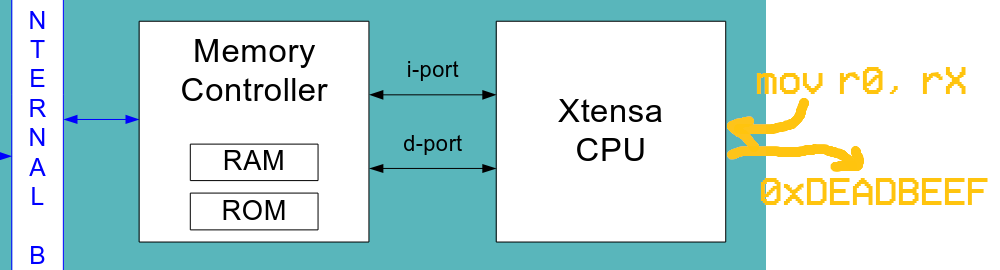 N
T
E
R
N
A
L
B
Memory
Controller
RAM
ROM
i-port
d-port
Xtensa
CPU
mov r0, rX
0xDEADBEEF